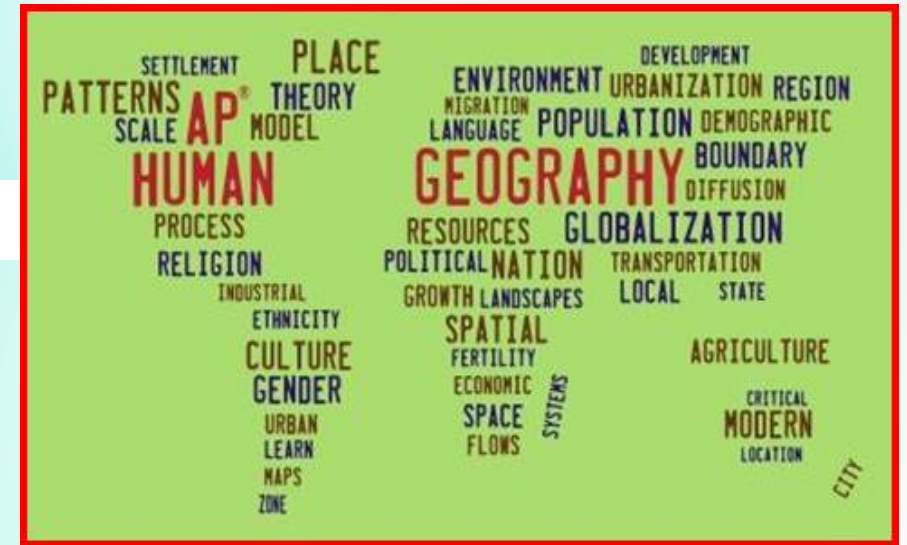 SETTLEMENT
PLACE
PATTERNS
AP®
THEORY
SCALE
MODEL
HUMAN
PROCESS
RELIGION
INDUSTRIAL
ETHNICITY
CULTURE
GENDER
URBAN
LEARN
MAPS
ZONE
DEVELOPMENT
ENVIRONMENT
URBANIZATION
REGION
MIGRATION
LANGUAGE
POPULATION
DEMOGRAPHIC
GEOGRAPHY
BOUNDARY
DIFFUSION
RESOURCES
GLOBALIZATION
POLITICAL
NATION
TRANSPORTATION
GROWTH
LANDSCAPES
LOCAL
STATE
SPATIAL
FERTILITY
ECONOMIC
SYSTEMS
SPACE
FLOWS
AGRICULTURE
CRITICAL
MODERN
LOCATION
CITY